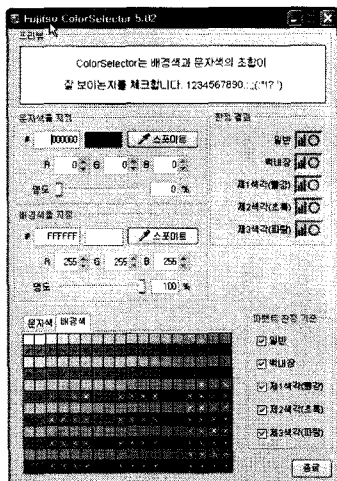 Fujitsu ColorSelector 5.02
프리뷰
ColorSelector는 배경색과 문자색의 조합이
잘 보이는지를 체크합니다. 1234567890.:,;(:"!?')
문자색을 지정
# 000000 스포이트
R 0 G 0 B 0
명도 0 %
배경색을 지정
# FFFFFF 스포이트
R 255 G 255 B 255
명도 100 %
판정 결과
일반
백내장
제1색각(빨강)
제2색각(초록)
제3색각(파랑)
문자색 배경색
파렛트 판정 기준
일반
백내장
제1색각(빨강)
제2색각(초록)
제3색각(파랑)
종료